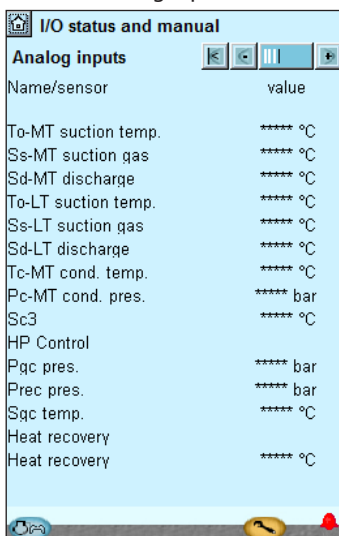 I/O status and manual
Analog inputs
Name/sensor value
To-MT suction temp. ***** °C
Ss-MT suction gas ***** °C
Sd-MT discharge ***** °C
To-LT suction temp. ***** °C
Ss-LT suction gas ***** °C
Sd-LT discharge ***** °C
Tc-MT cond. temp. ***** °C
Pc-MT cond. pres. ***** bar
Sc3 ***** °C
HP Control
Pgc pres. ***** bar
Prec pres. ***** bar
Sgc temp. ***** °C
Heat recovery
Heat recovery ***** °C